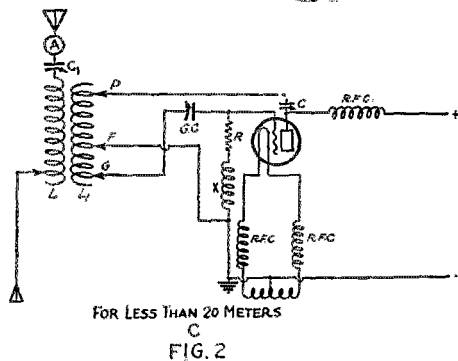 A
C1
P
C
R.F.C.
+
G.C
R
F
G
X
L
L1
R.F.C
R.F.C
-
FOR LESS THAN 20 METERS
C
FIG. 2